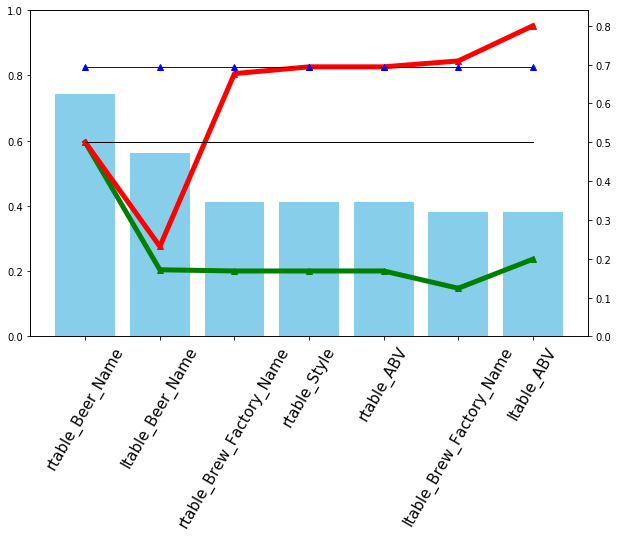 1.0
0.8
0.6
0.4
0.2
0.0
0.8
0.7
0.6
0.5
0.4
0.3
0.2
0.1
0.0
rtable_Beer_Name
ltable_Beer_Name
rtable_Brew_Factory_Name
rtable_Style
rtable_ABV
ltable_Brew_Factory_Name
ltable_ABV